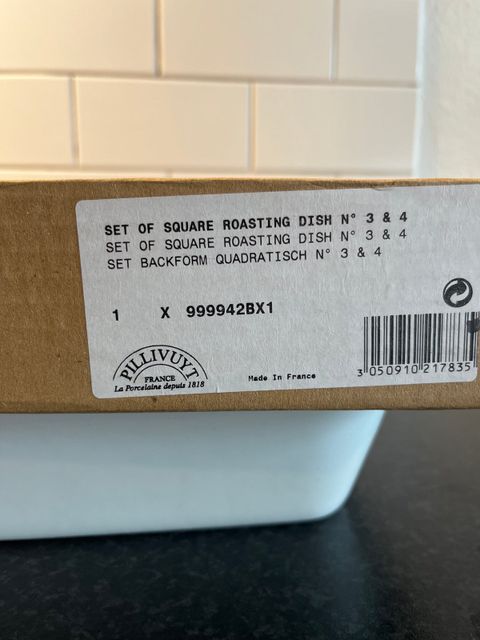 SET OF SQUARE ROASTING DISH N° 3 & 4
SET OF SQUARE ROASTING DISH N° 3 & 4
SET BACKFORM QUADRATISCH N° 3 & 4
1 X 999942BX1
PILLIVUYT
FRANCE
La Porcelaine depuis 1818
Made In France
3 050910 217835